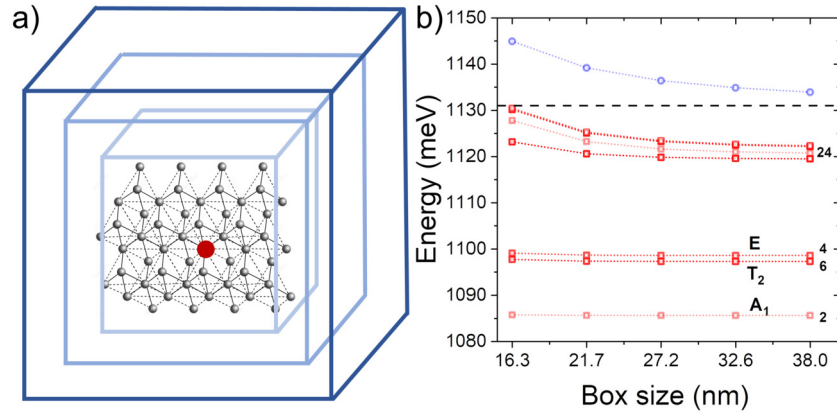 a)
b)
Energy (meV)
1150
1140
1130
1120
1110
1100
1090
1080
24
E
4
T2
6
A1
2
16.3 21.7 27.2 32.6 38.0
Box size (nm)